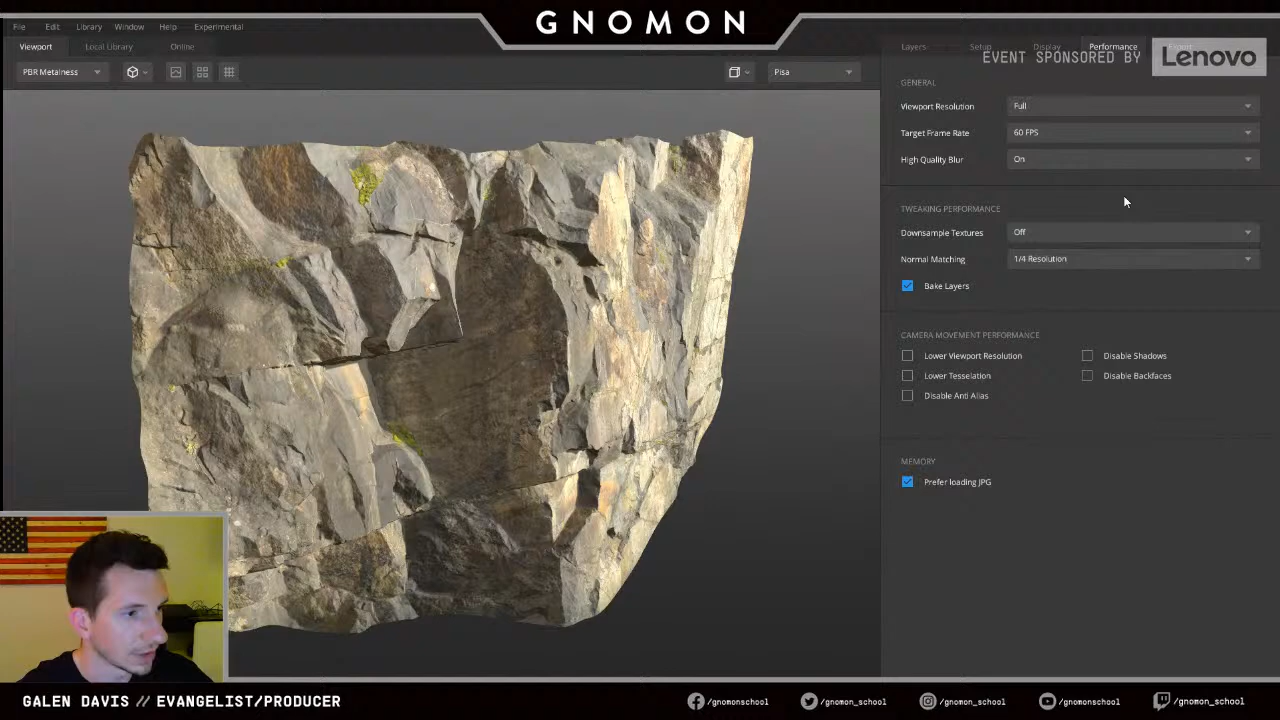 GNOMON
File Edit Library Window Help Experimental
Viewport Local Library Online
Layers Setup Display Performance Export
EVENT SPONSORED BY Lenovo
PBR Metalness
Pisa
GENERAL
Viewport Resolution Full
Target Frame Rate 60 FPS
High Quality Blur On
TWEAKING PERFORMANCE
Downsample Textures Off
Normal Matching 1/4 Resolution
Bake Layers
CAMERA MOVEMENT PERFORMANCE
Lower Viewport Resolution Disable Shadows
Lower Tesselation Disable Backfaces
Disable Anti Alias
MEMORY
Prefer loading JPG
GALEN DAVIS // EVANGELIST/PRODUCER
/gnomonschool /gnomon_school /gnomon_school /gnomonschool /gnomon_school